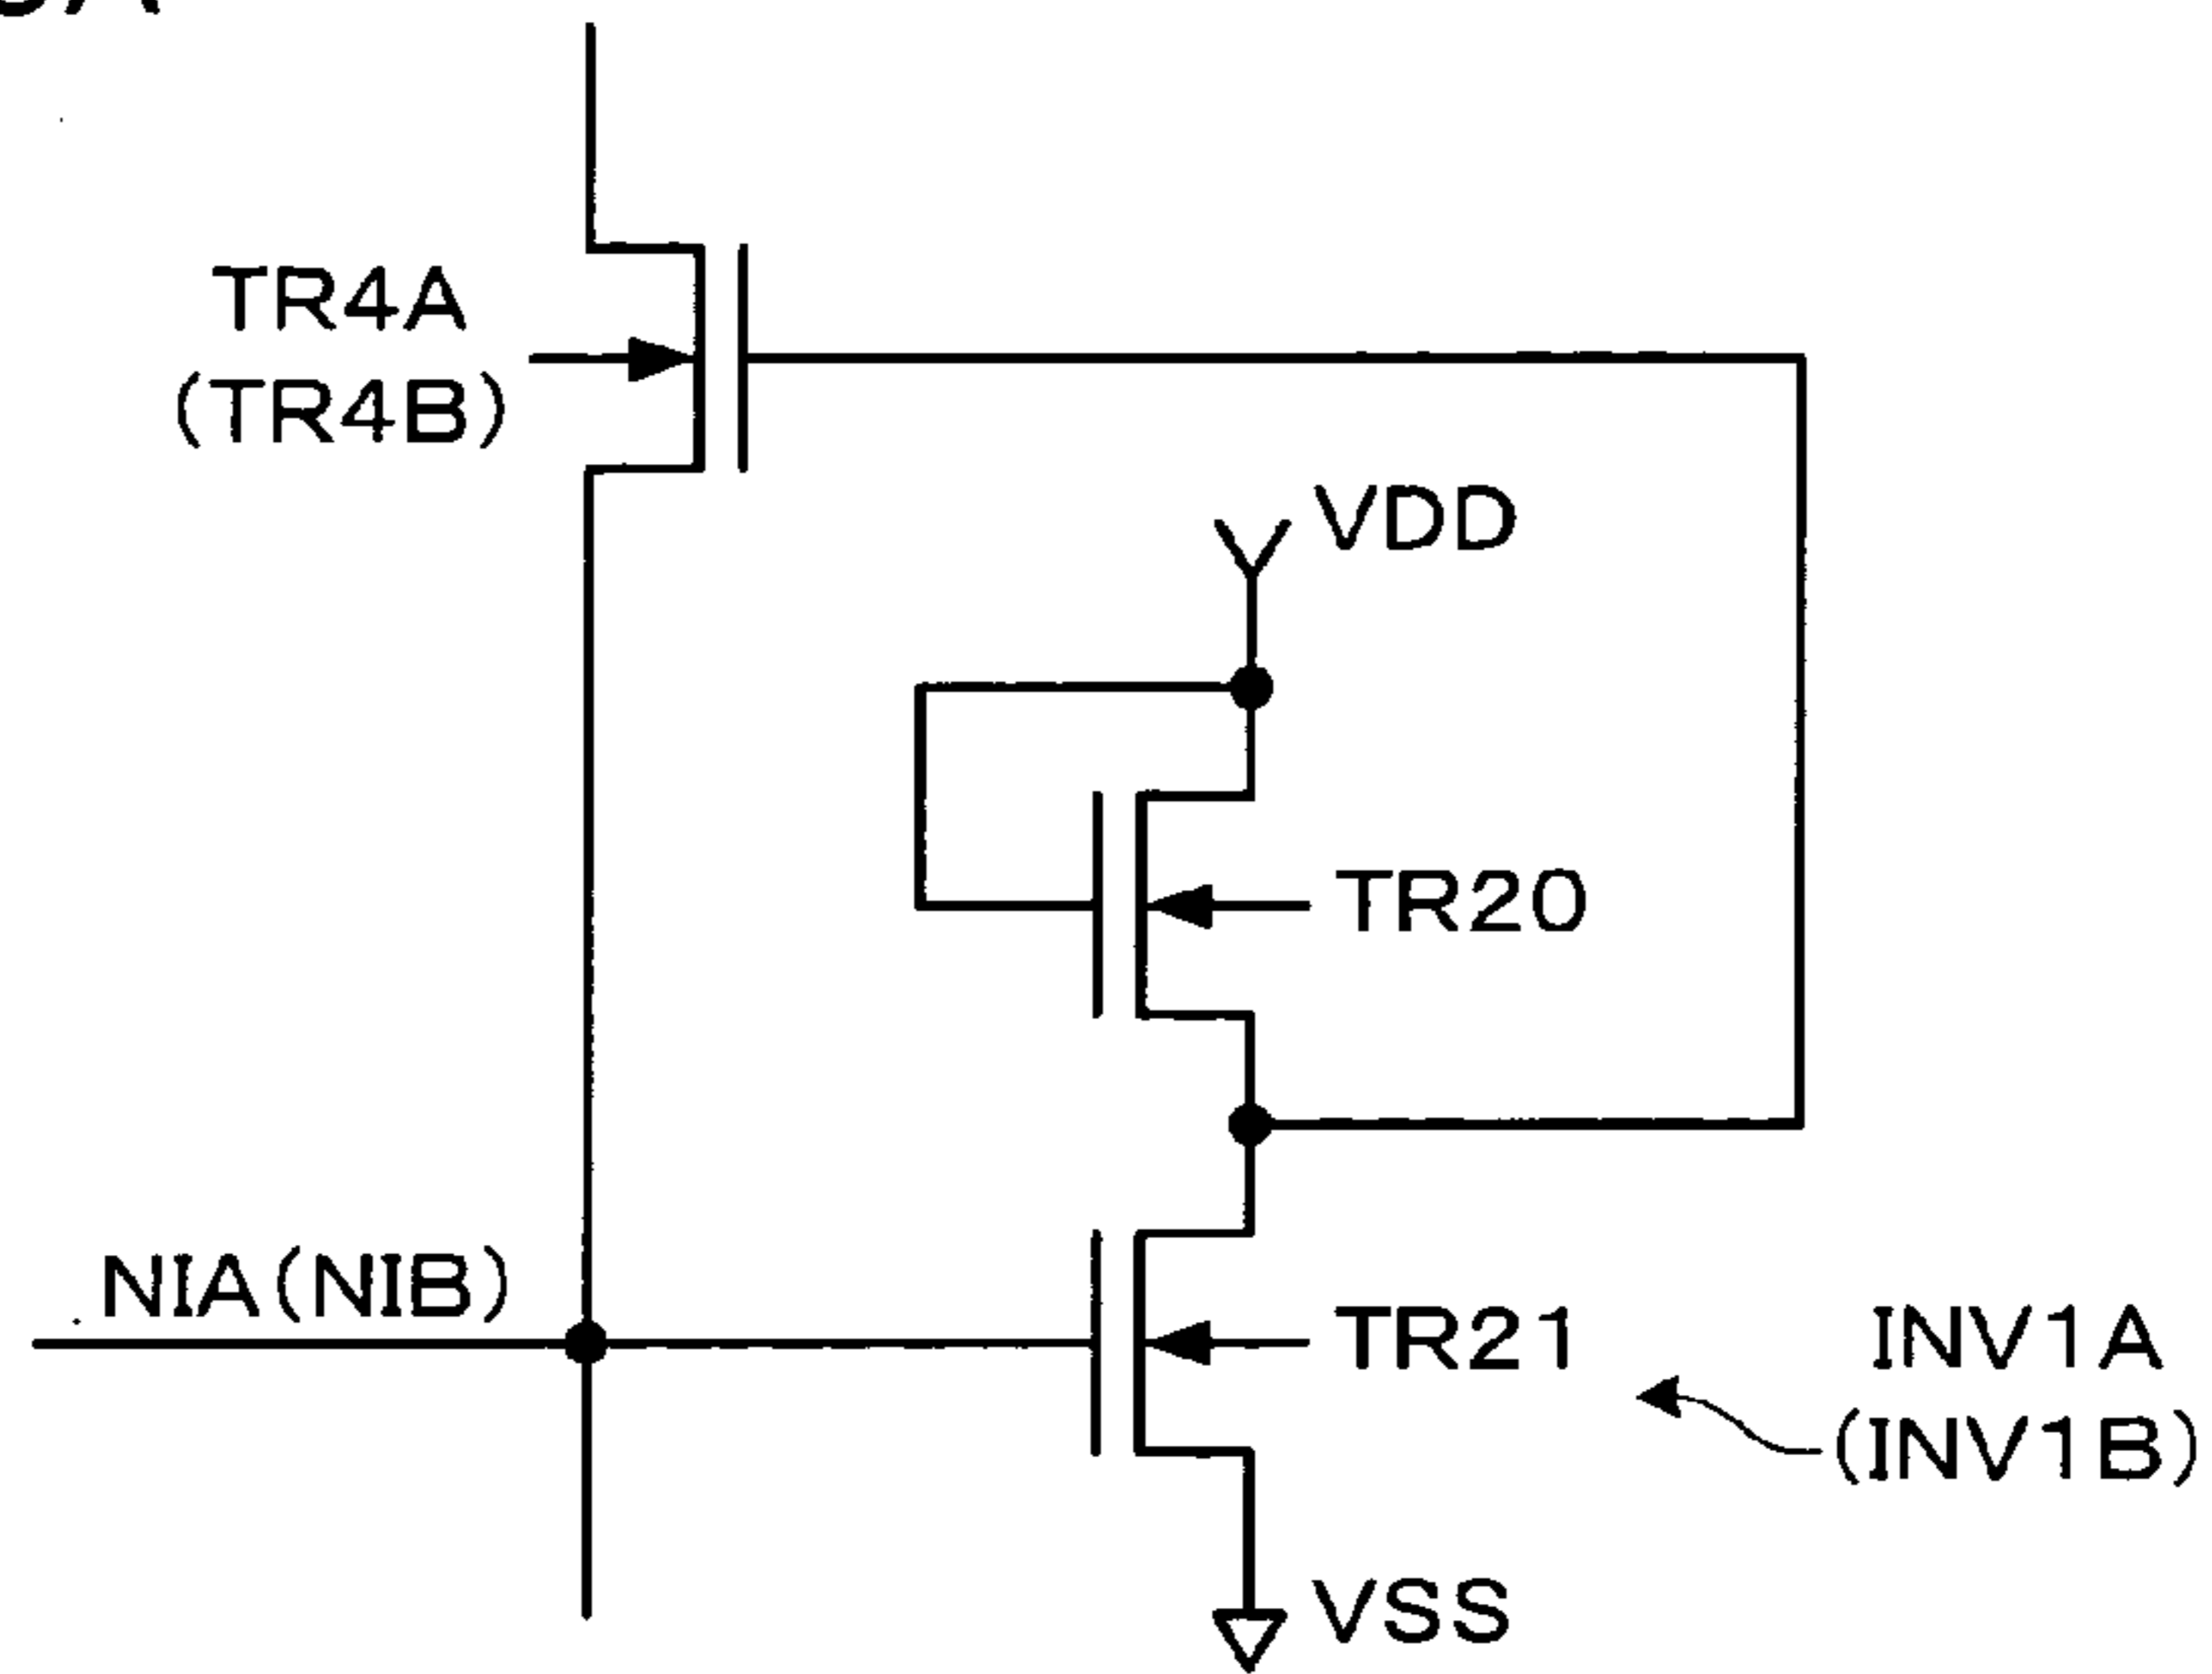 TR4A
(TR4B)
VDD
TR20
NIA(NIB)
TR21
INV1A
(INV1B)
VSS